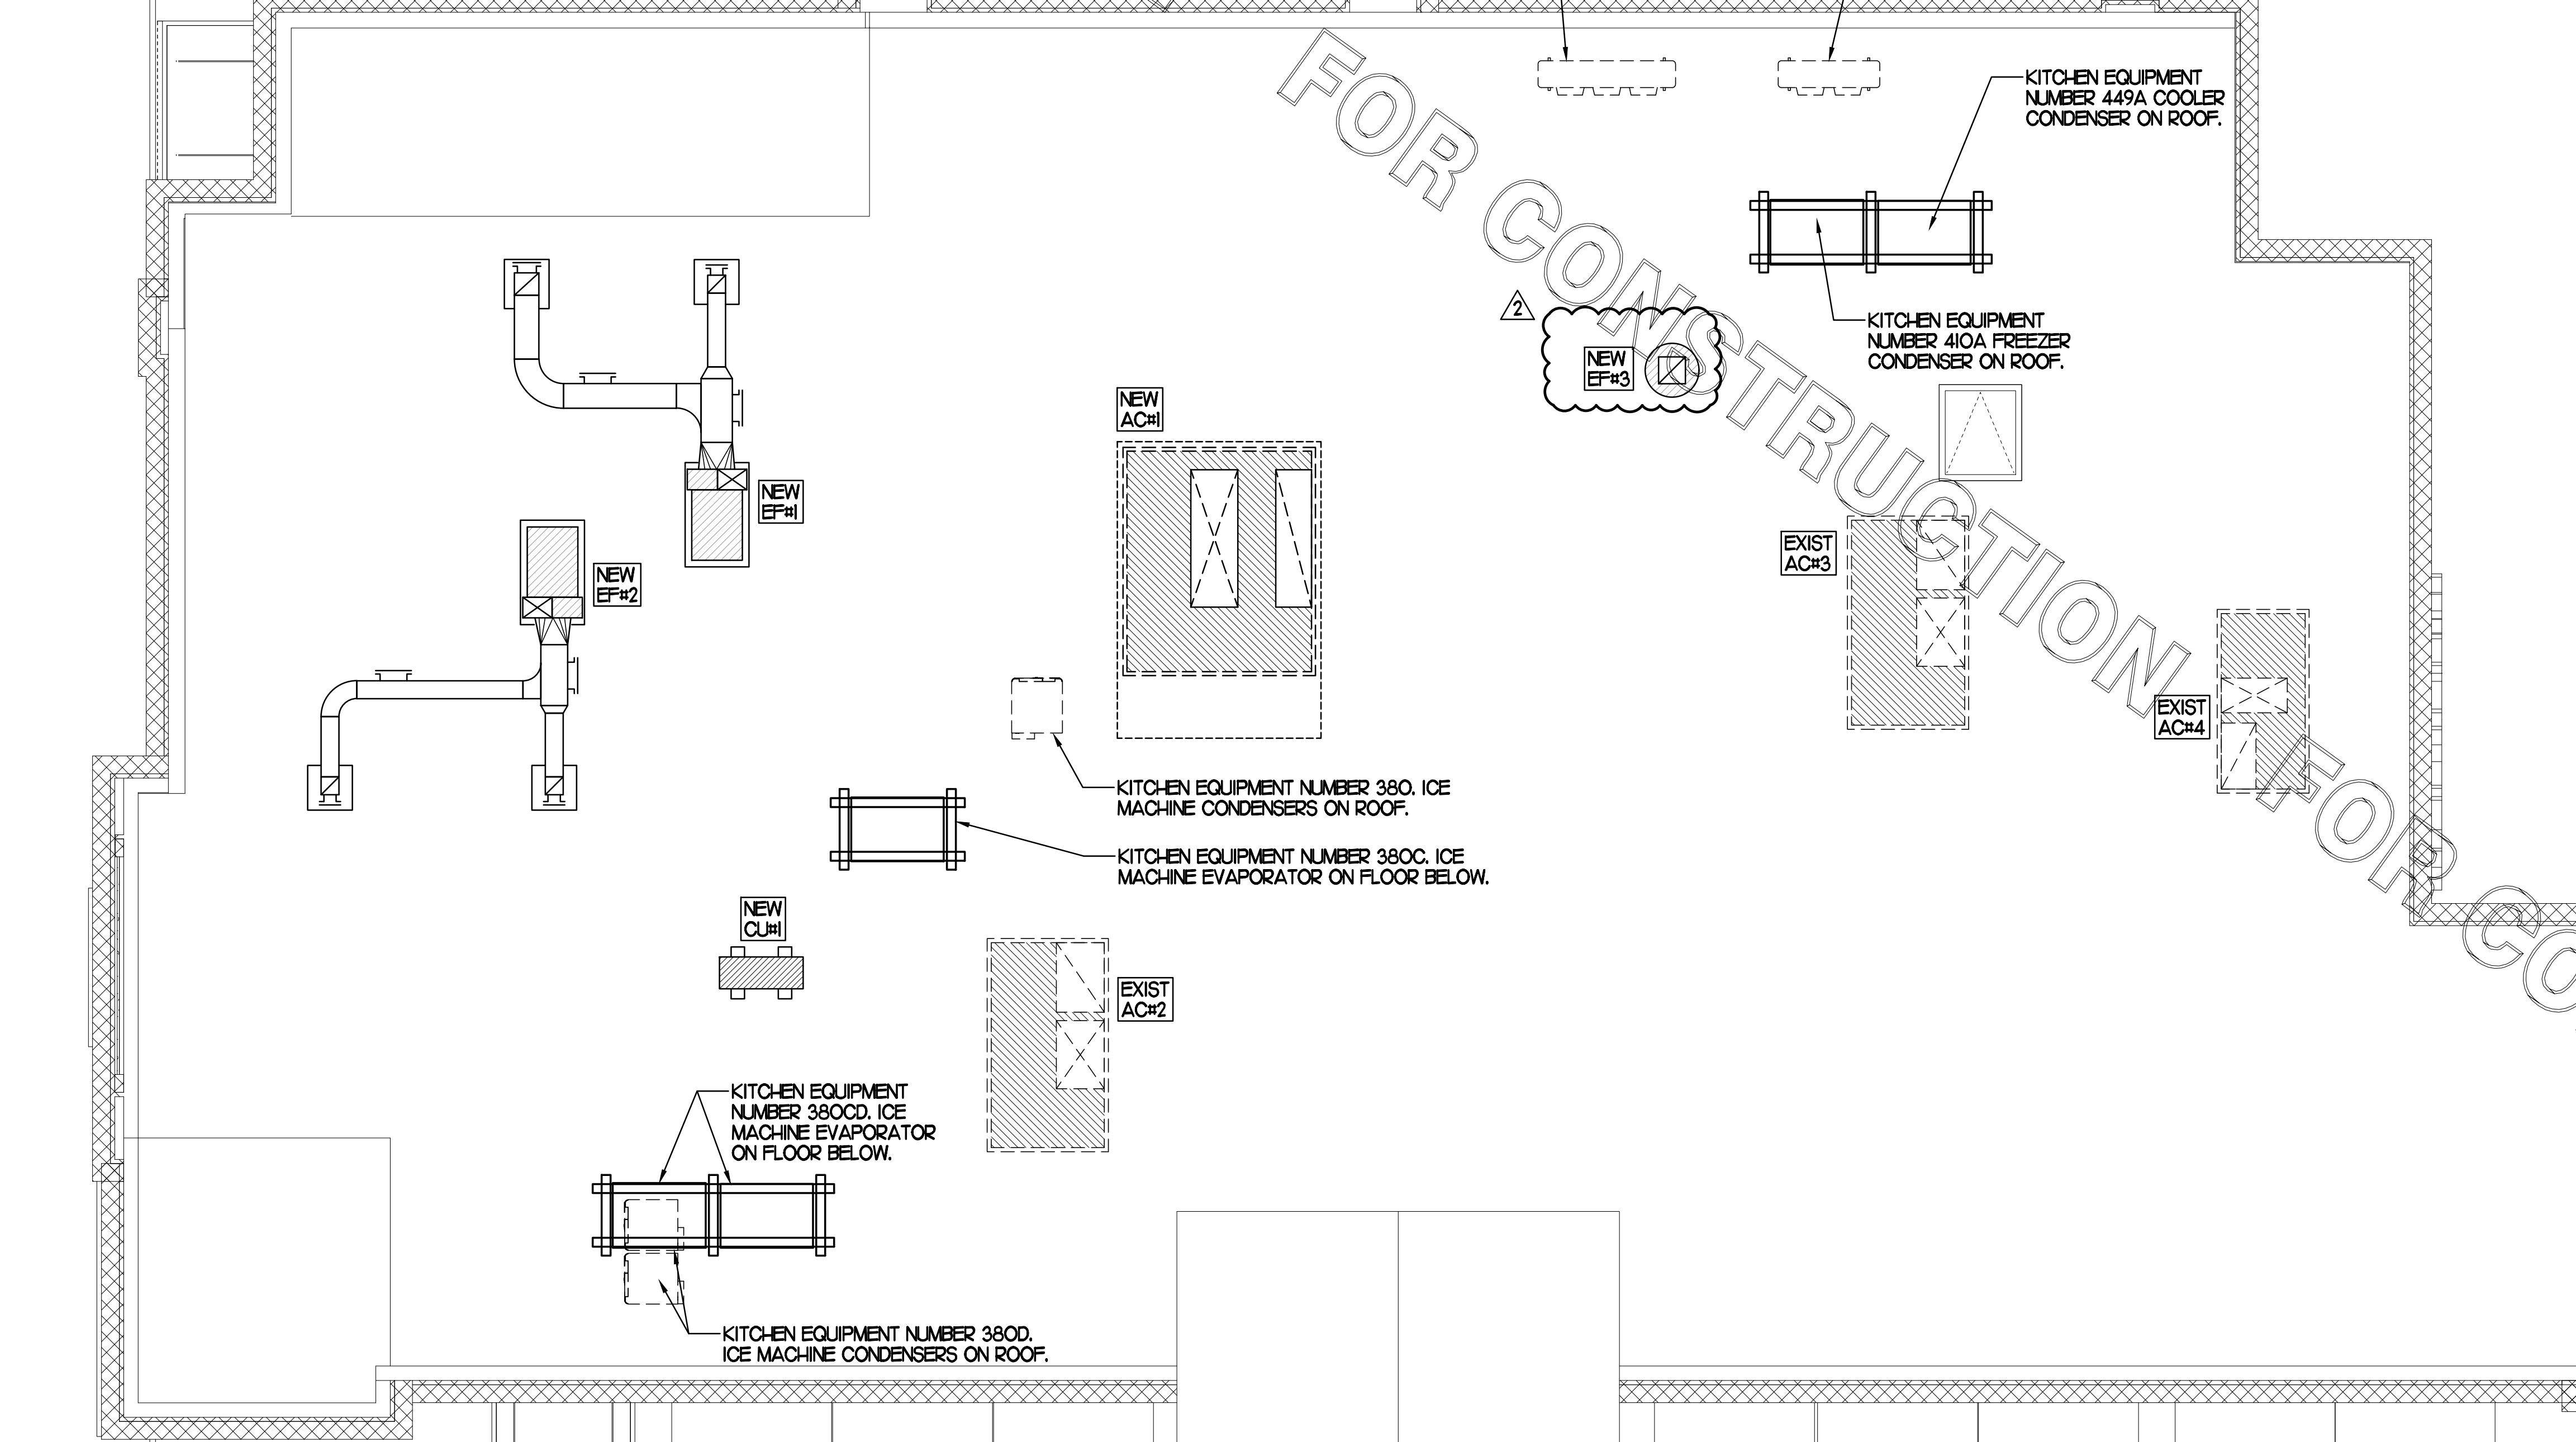 KITCHEN EQUIPMENT
NUMBER 449A COOLER
CONDENSER ON ROOF.
FOR CONSTRUCTION FOR CO
2
NEW
EF#3
KITCHEN EQUIPMENT
NUMBER 410A FREEZER
CONDENSER ON ROOF.
NEW
AC#1
NEW
EF#1
EXIST
AC#3
NEW
EF#2
EXIST
AC#4
KITCHEN EQUIPMENT NUMBER 380. ICE
MACHINE CONDENSERS ON ROOF.
KITCHEN EQUIPMENT NUMBER 380C. ICE
MACHINE EVAPORATOR ON FLOOR BELOW.
NEW
CU#1
EXIST
AC#2
KITCHEN EQUIPMENT
NUMBER 380CD. ICE
MACHINE EVAPORATOR
ON FLOOR BELOW.
KITCHEN EQUIPMENT NUMBER 380D.
ICE MACHINE CONDENSERS ON ROOF.